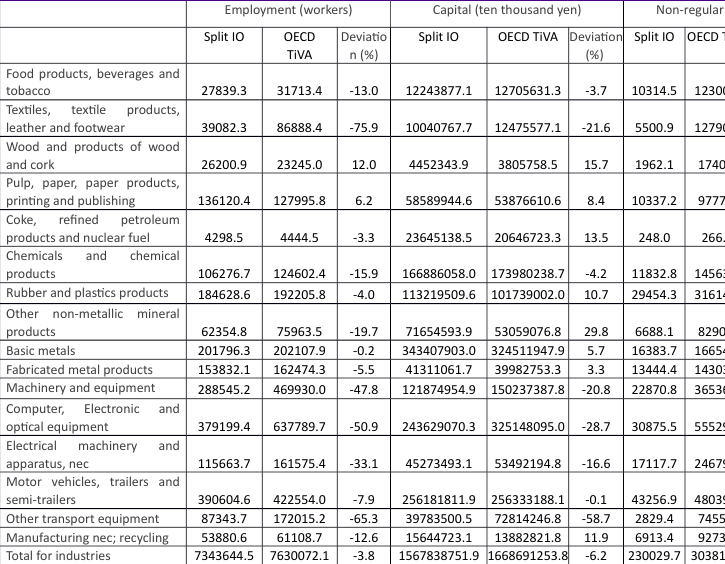 Employment (workers) Capital (ten thousand yen) Non-regular
Split IO OECD TiVA Deviatio n (%) Split IO OECD TiVA Deviation (%) Split IO OECD T
Food products, beverages and
tobacco 27839.3 31713.4 -13.0 12243877.1 12705631.3 -3.7 10314.5 1230
Textiles, textile products,
leather and footwear 39082.3 86888.4 -75.9 10040767.7 12475577.1 -21.6 5500.9 1279
Wood and products of wood
and cork 26200.9 23245.0 12.0 4452343.9 3805758.5 15.7 1962.1 1740
Pulp, paper, paper products,
printing and publishing 136120.4 127995.8 6.2 58589944.6 53876610.6 8.4 10337.2 9777
Coke, refined petroleum
products and nuclear fuel 4298.5 4444.5 -3.3 23645138.5 20646723.3 13.5 248.0 266.
Chemicals and chemical
products 106276.7 124602.4 -15.9 166886058.0 173980238.7 -4.2 11832.8 1456
Rubber and plastics products 184628.6 192205.8 -4.0 113219509.6 101739002.0 10.7 29454.3 3161
Other non-metallic mineral
products 62354.8 75963.5 -19.7 71654593.9 53059076.8 29.8 6688.1 8290
Basic metals 201796.3 202107.9 -0.2 343407903.0 324511947.9 5.7 16383.7 1665
Fabricated metal products 153832.1 162474.3 -5.5 41311061.7 39982753.3 3.3 13444.4 1430
Machinery and equipment 288545.2 469930.0 -47.8 121874954.9 150237387.8 -20.8 22870.8 3653
Computer, Electronic and
optical equipment 379199.4 637789.7 -50.9 243629070.3 325148095.0 -28.7 30875.5 5552
Electrical machinery and
apparatus, nec 115663.7 161575.4 -33.1 45273493.1 53492194.8 -16.6 17117.7 2467
Motor vehicles, trailers and
semi-trailers 390604.6 422554.0 -7.9 256181811.9 256333188.1 -0.1 43256.9 4803
Other transport equipment 87343.7 172015.2 -65.3 39783500.5 72814246.8 -58.7 2829.4 7455
Manufacturing nec; recycling 53880.6 61108.7 -12.6 15644723.1 13882821.8 11.9 6913.4 9273
Total for industries 7343644.5 7630072.1 -3.8 1567838751.9 1668691253.8 -6.2 230029.7 30381